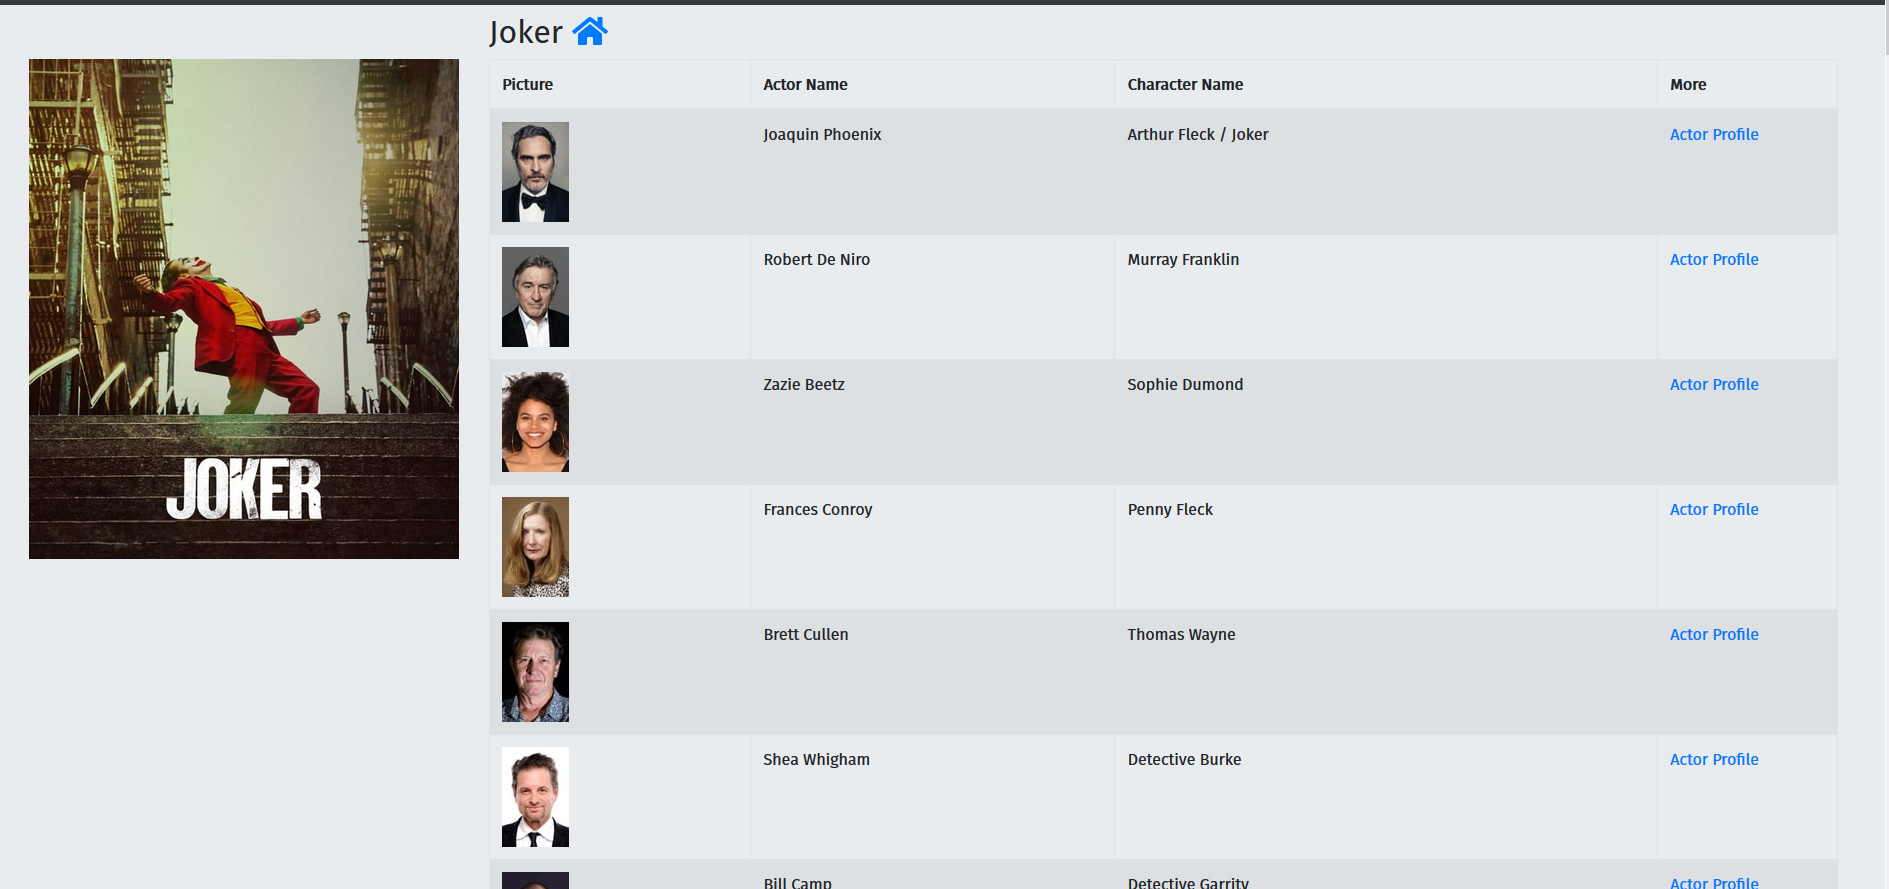 Joker
JOKER
Picture Actor Name Character Name More
Joaquin Phoenix Arthur Fleck / Joker Actor Profile
Robert De Niro Murray Franklin Actor Profile
Zazie Beetz Sophie Dumond Actor Profile
Frances Conroy Penny Fleck Actor Profile
Brett Cullen Thomas Wayne Actor Profile
Shea Whigham Detective Burke Actor Profile
Bill Camp Detective Garrity Actor Profile